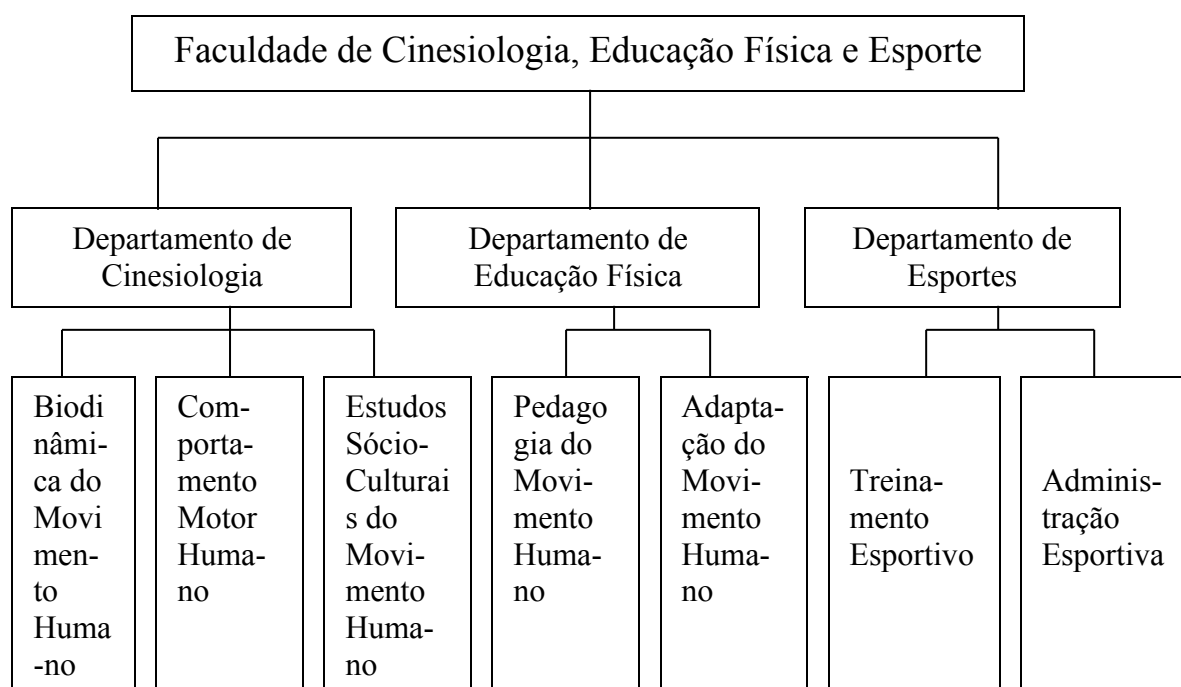 Faculdade de Cinesiologia, Educação Física e Esporte
Departamento de
Cinesiologia
Departamento de
Educação Física
Departamento de
Esportes
Biodi
nâmi-
ca do
Movi
men-
to
Huma
-no
Com-
porta-
mento
Motor
Huma-
no
Estudos
Sócio-
Culturai
s do
Movi-
mento
Huma-
no
Pedago
gia do
Movi-
mento
Huma-
no
Adapta-
ção do
Movi-
mento
Huma-
no
Treina-
mento
Esportivo
Adminis-
tração
Esportiva